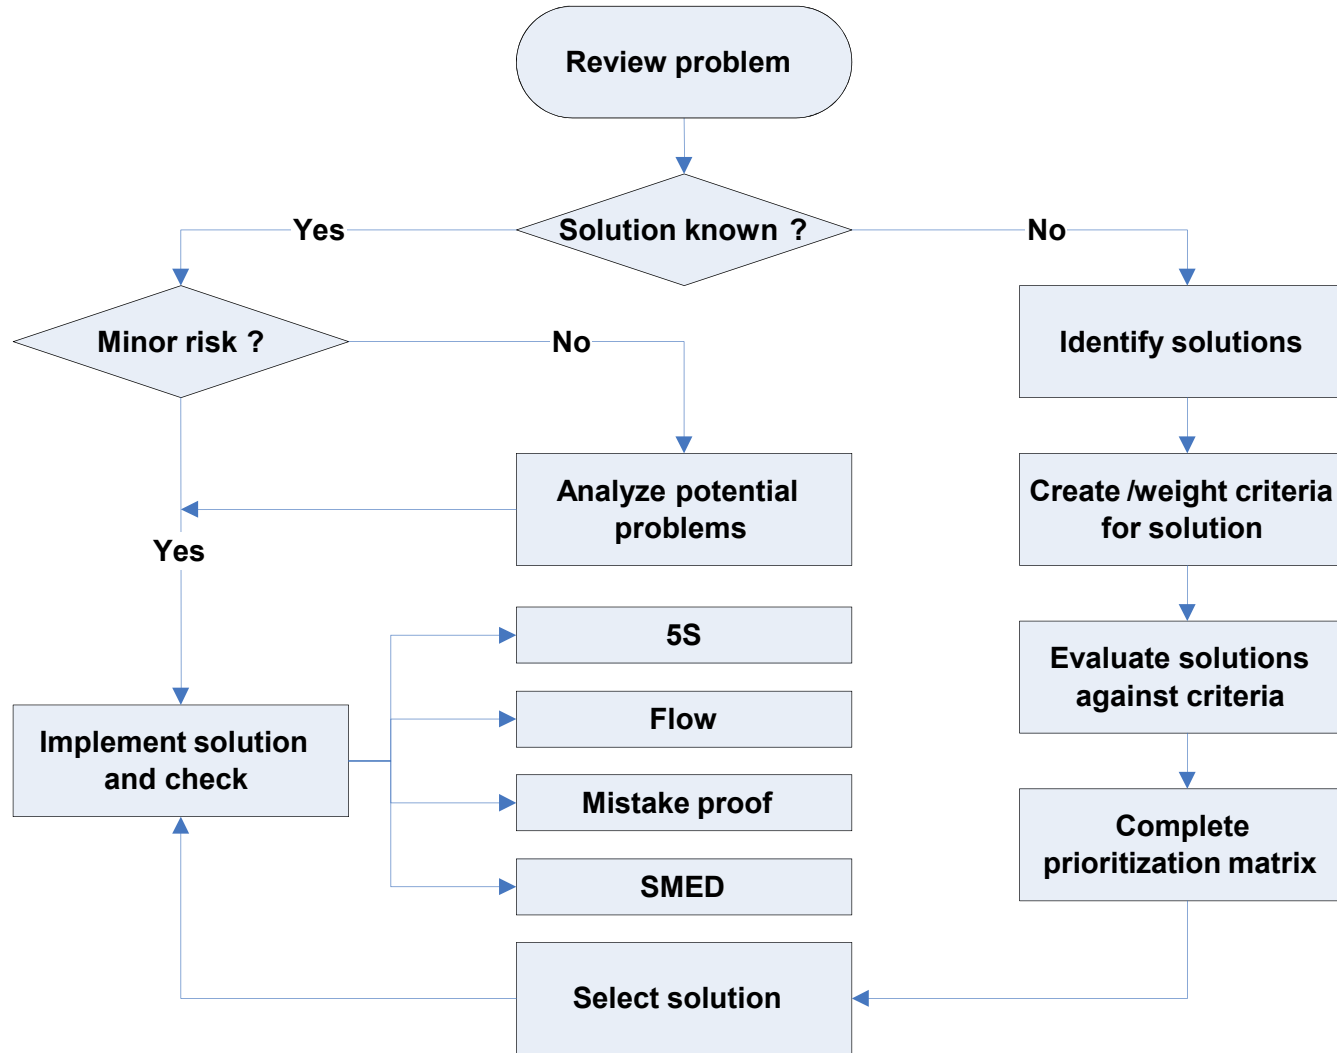 Review problem
Yes
Solution known ?
No
Minor risk ?
No
Identify solutions
Analyze potential
problems
Create /weight criteria
for solution
Yes
5S
Evaluate solutions
against criteria
Flow
Implement solution
and check
Mistake proof
Complete
prioritization matrix
SMED
Select solution